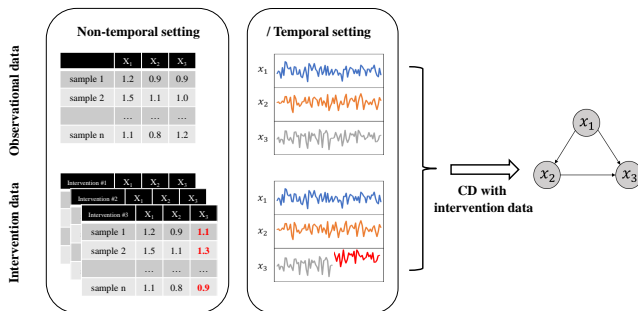 Non-temporal setting
/ Temporal setting
Observational data
X1 X2 X3
sample 1 1.2 0.9 0.9
sample 2 1.5 1.1 1.0
... ... ...
sample n 1.1 0.8 1.2
x1
x2
x3
Intervention data
Intervention #1 X1 X2 X3
Intervention #2 X1 X2 X3
Intervention #3 X1 X2 X3
sample 1 1.2 0.9 1.1
sample 2 1.5 1.1 1.3
... ... ...
sample n 1.1 0.8 0.9
x1
x2
x3
CD with
intervention data
x1
x2
x3